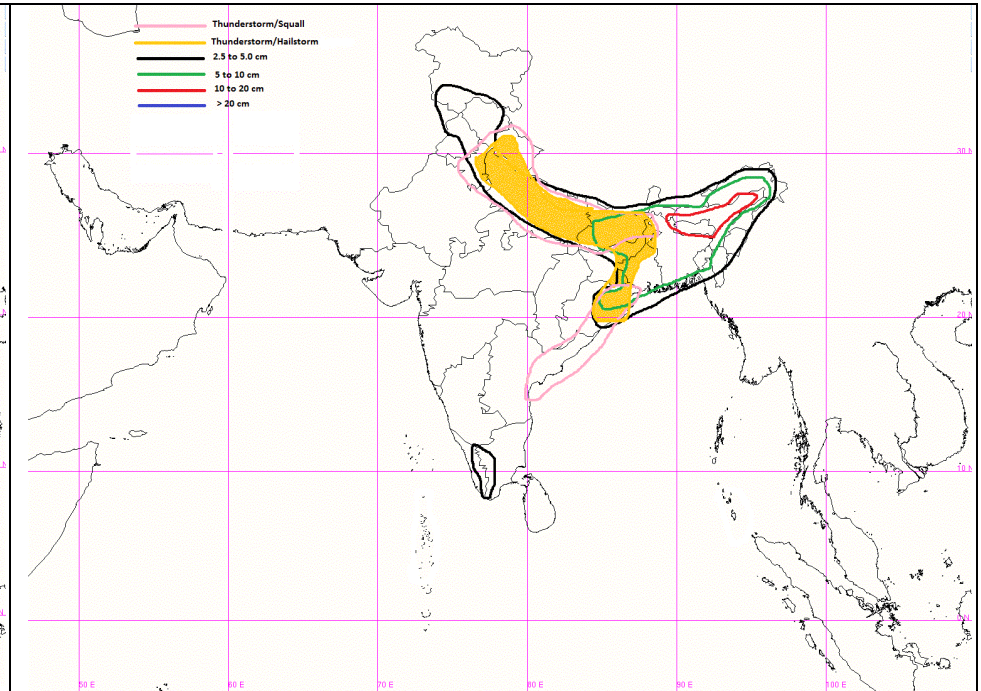 Thunderstorm/Squall
Thunderstorm/Hailstorm
2.5 to 5.0 cm
5 to 10 cm
10 to 20 cm
> 20 cm
30 N
20 N
10 N
50 E
60 E
70 E
80 E
90 E
100 E